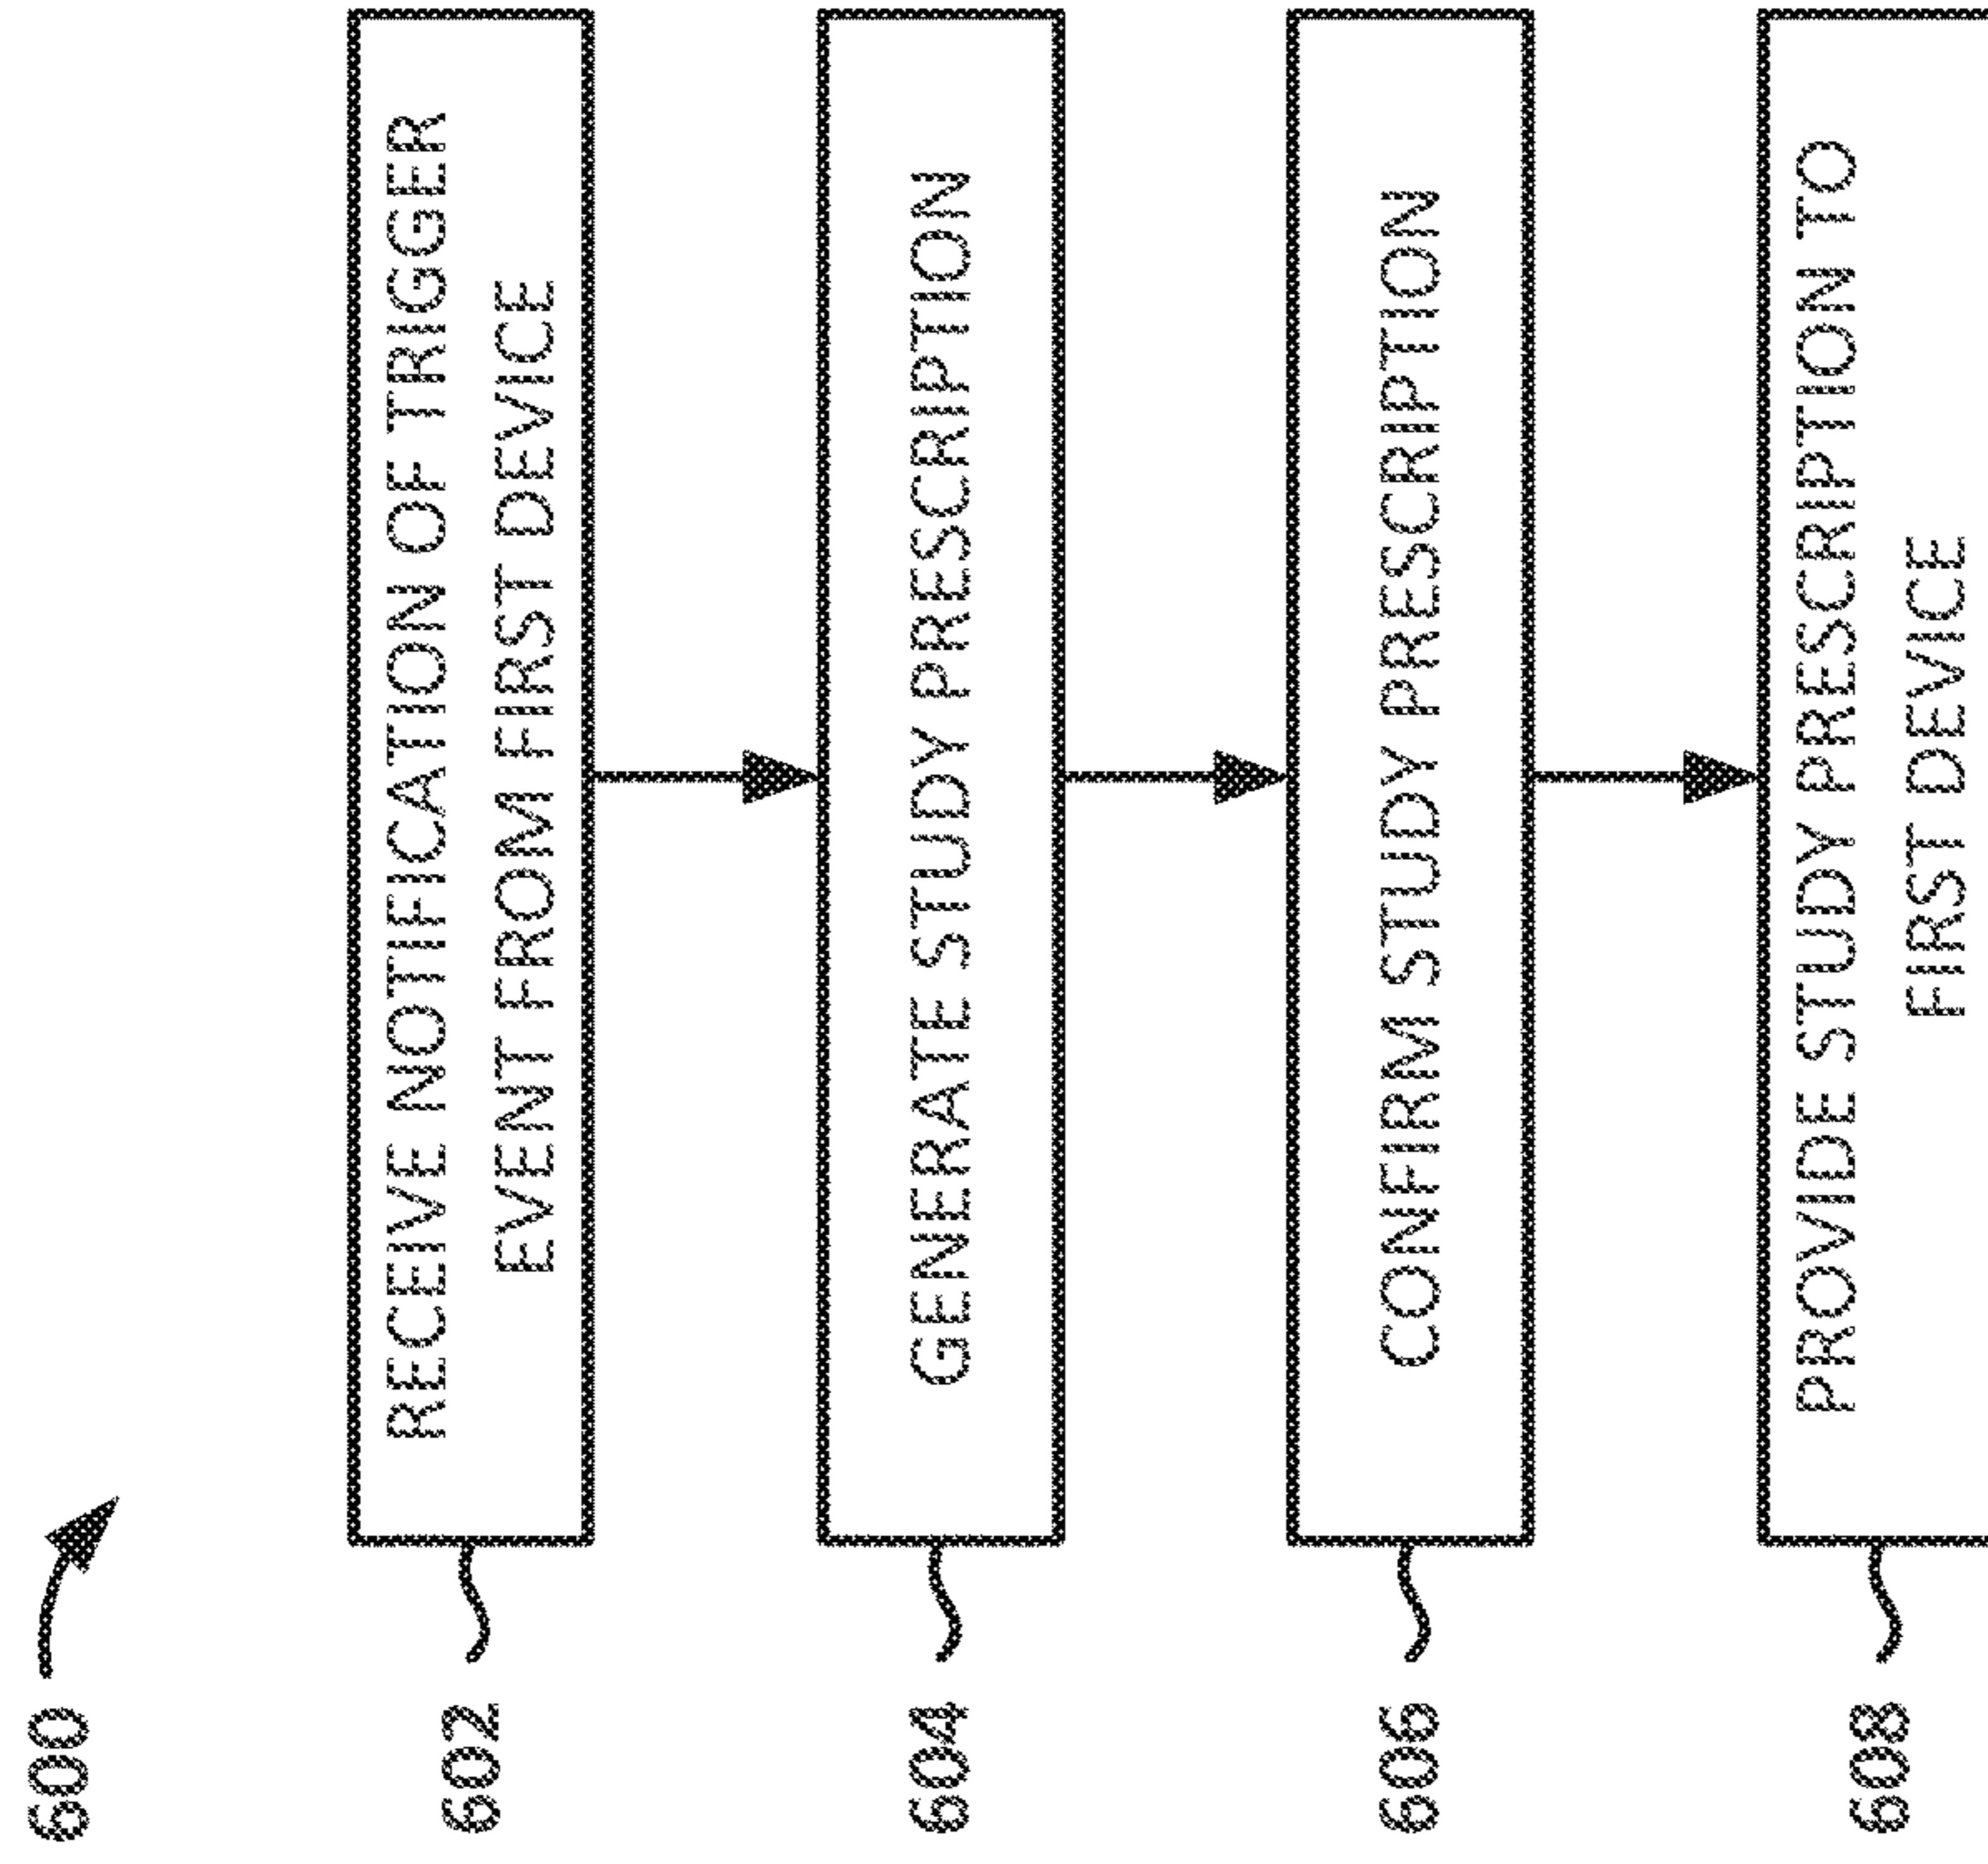 600
602
RECEIVE NOTIFICATION OF TRIGGER
EVENT FROM FIRST DEVICE
604
GENERATE STUDY PRESCRIPTION
606
CONFIRM STUDY PRESCRIPTION
608
PROVIDE STUDY PRESCRIPTION TO
FIRST DEVICE